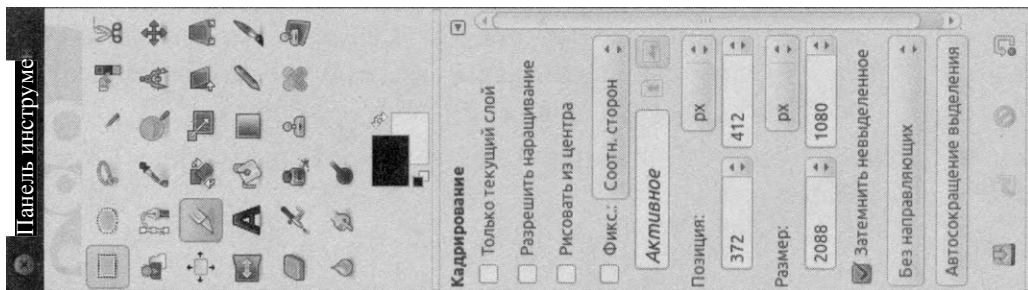 Панель инструме
Кадрирование
Только текущий слой
Разрешить наращивание
Рисовать из центра
Фикс.: Соотн. сторон
Активное
Позиция: px
372 412
Размер: px
2088 1080
Затемнить невыделенное
Без направляющих
Автосокращение выделения